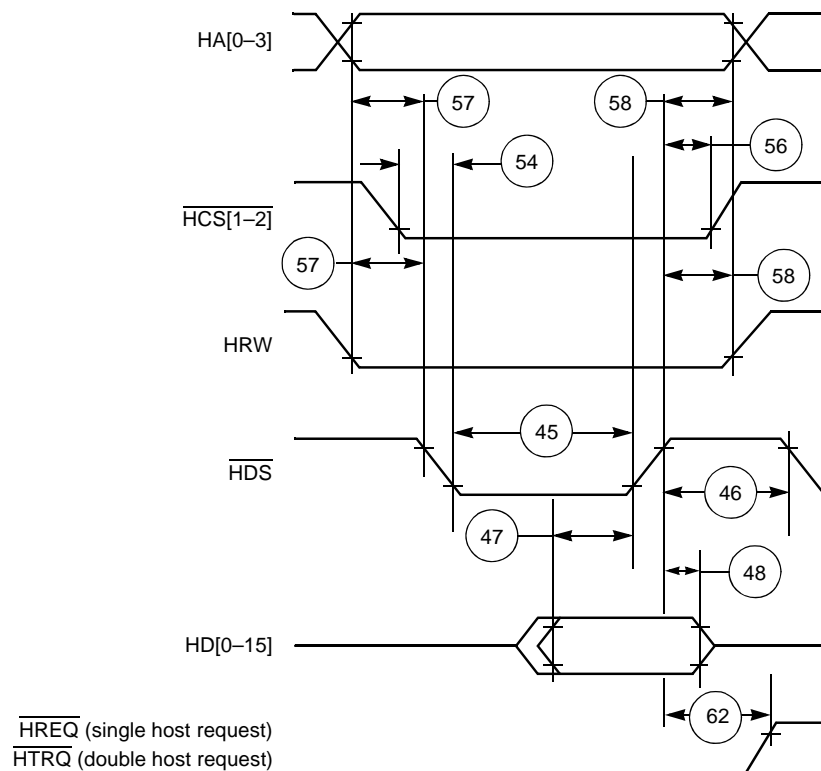 HA[0–3]
57
58
56
54
HCS[1–2]
57
58
HRW
45
HDS
46
47
48
HD[0–15]
62
HREQ (single host request)
HTRQ (double host request)